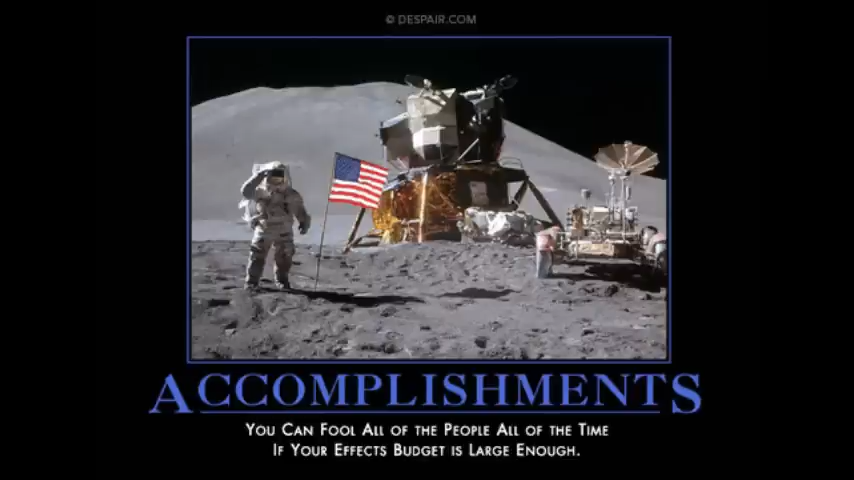 © DESPAIR.COM
ACCOMPLISHMENTS
YOU CAN FOOL ALL OF THE PEOPLE ALL OF THE TIME
IF YOUR EFFECTS BUDGET IS LARGE ENOUGH.